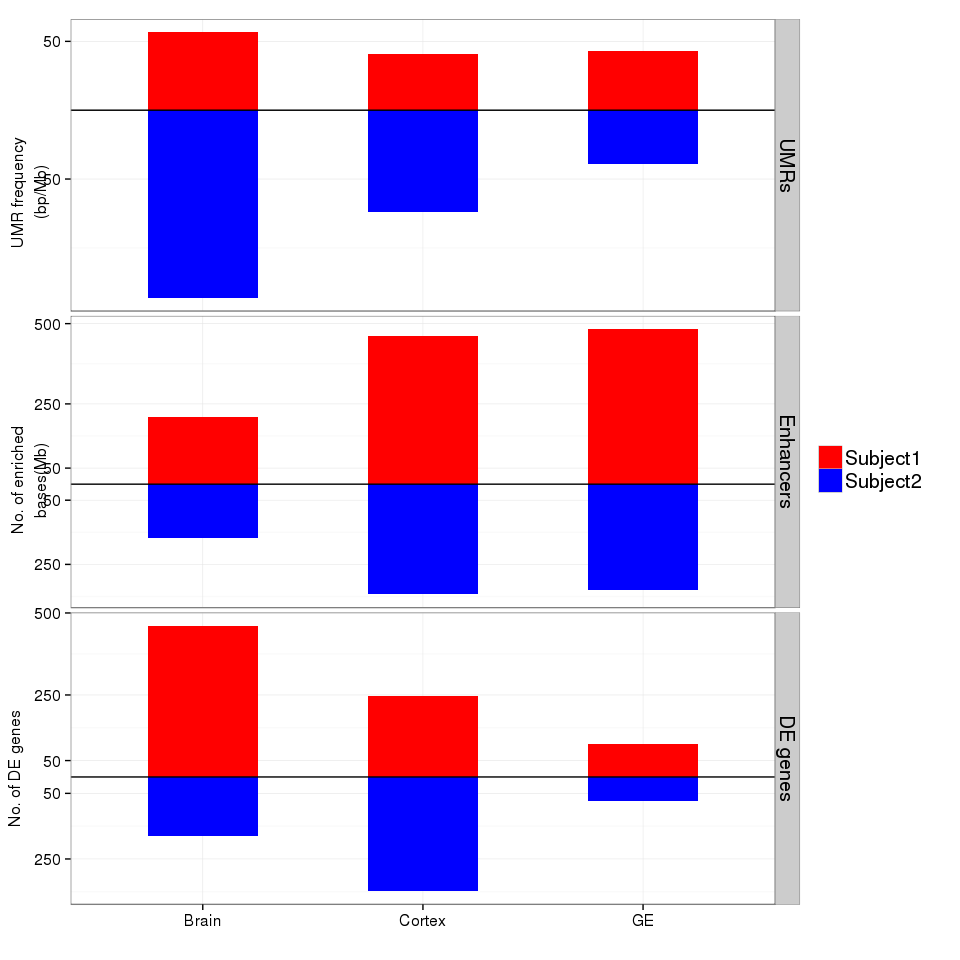 50
50
UMR frequency
(bp/Mb)
UMRs
500
250
50
50
250
No. of enriched
bases(Mb)
Enhancers
Subject1
Subject2
500
250
50
50
250
No. of DE genes
DE genes
Brain Cortex GE